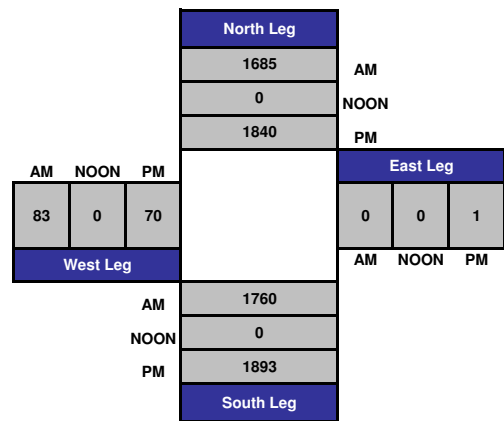 North Leg
1685 AM
0 NOON
1840 PM
AM NOON PM
East Leg
83 0 70
0 0 1
West Leg
AM NOON PM
AM 1760
NOON 0
PM 1893
South Leg